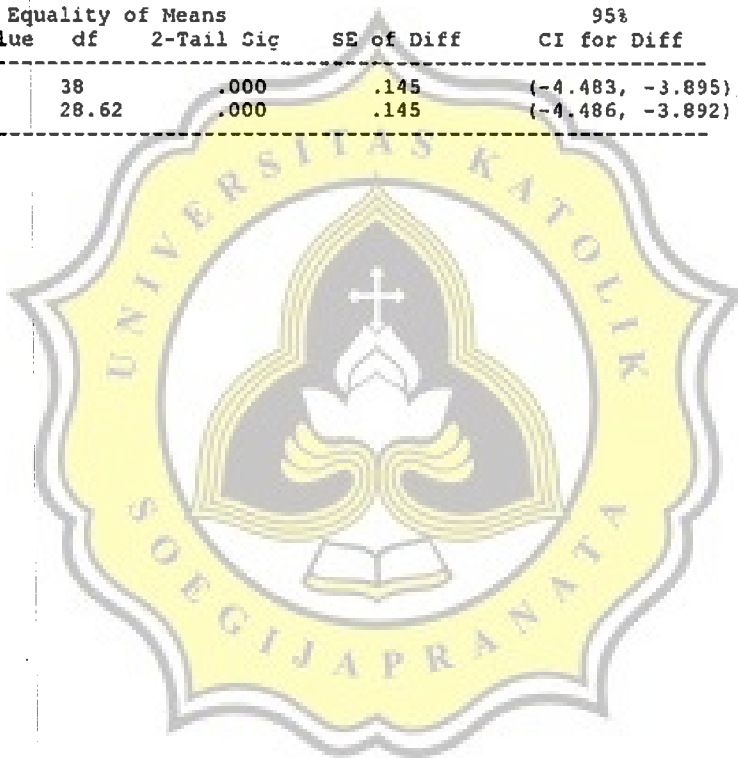 Equality of Means 95%
lue df 2-Tail Sig SE of Diff CI for Diff
38 .000 .145 (-4.483, -3.895)
28.62 .000 .145 (-4.486, -3.892)
UNIVERSITAS KATOLIK
SOEGIJAPRANATA